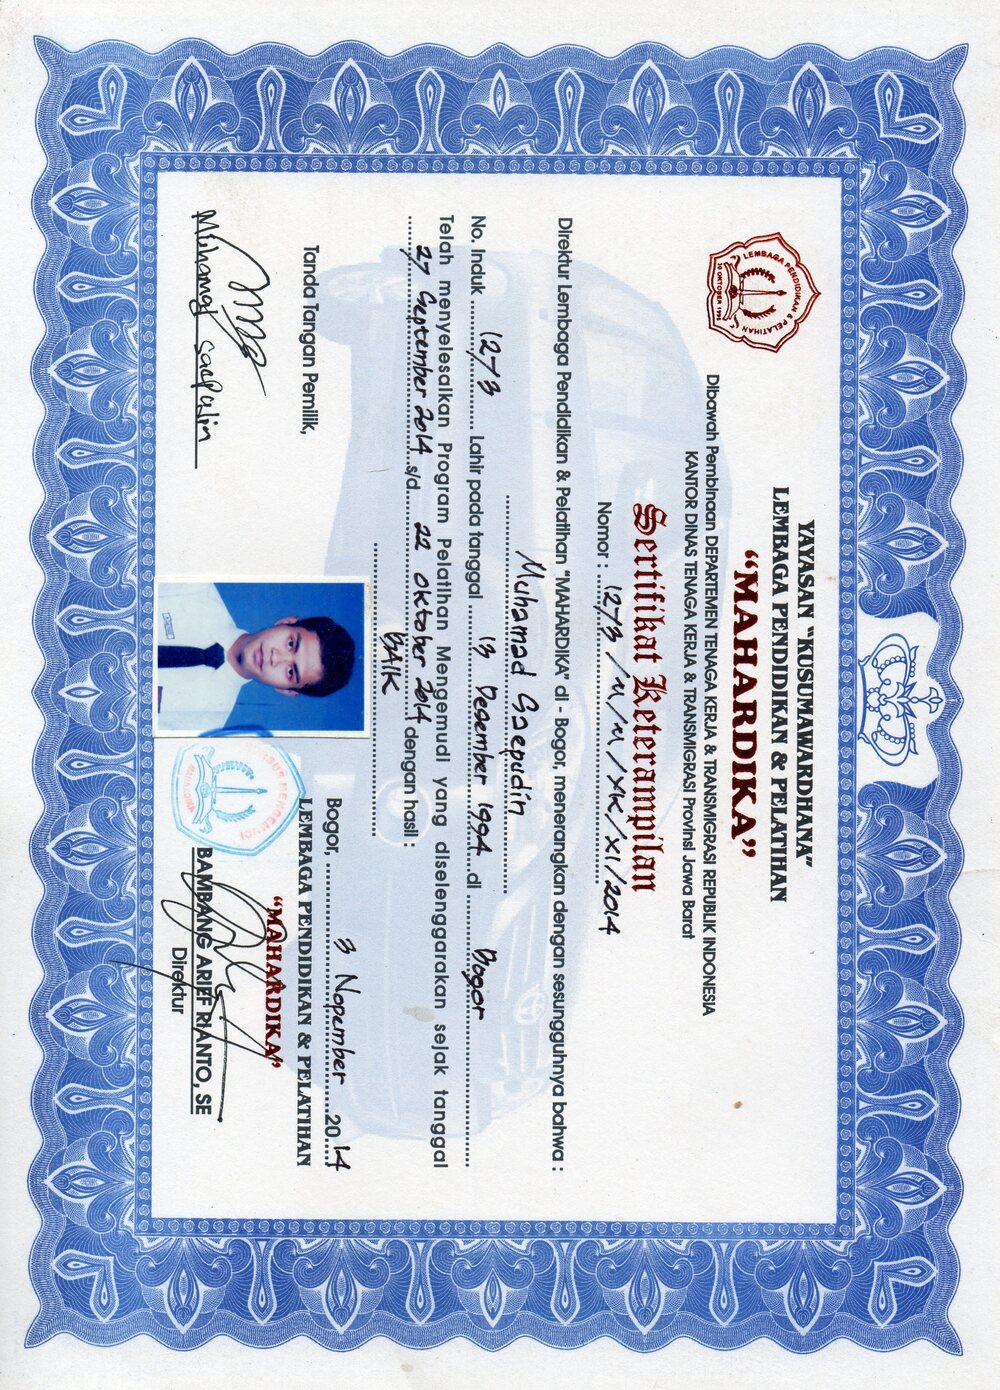 YAYASAN "KUSUMAWARDHANA"
LEMBAGA PENDIDIKAN & PELATIHAN
"MAHARDIKA"
LEMBAGA PENDIDIKAN & PELATIHAN
10 OKTOBER 1996
Dibawah Pembinaan DEPARTEMEN TENAGA KERJA & TRANSMIGRASI REPUBLIK INDONESIA
KANTOR DINAS TENAGA KERJA & TRANSMIGRASI Provinsi Jawa Barat
Sertifikat Keterampilan
Nomor : 1273 / M / M / XK / XI / 2014
Direktur Lembaga Pendidikan & Pelatihan "MAHARDIKA" di - Bogor, menerangkan dengan sesungguhnya bahwa :
Muhamad Saepudin
No. Induk 1273 Lahir pada tanggal 13 Desember 1994 di Bogor
Telah menyelesaikan Program Pelatihan Mengemudi yang diselenggarakan sejak tanggal
27 September 2014 s/d 22 oktober 2014 dengan hasil :
BAIK
Bogor, 3 Nopember 2014
Tanda Tangan Pemilik,
LEMBAGA PENDIDIKAN & PELATIHAN
"MAHARDIKA"
MENGEMUDI
MAHARDIKA
Muhamad Saepudin
BAMBANG ARIEF RIANTO, SE
Direktur